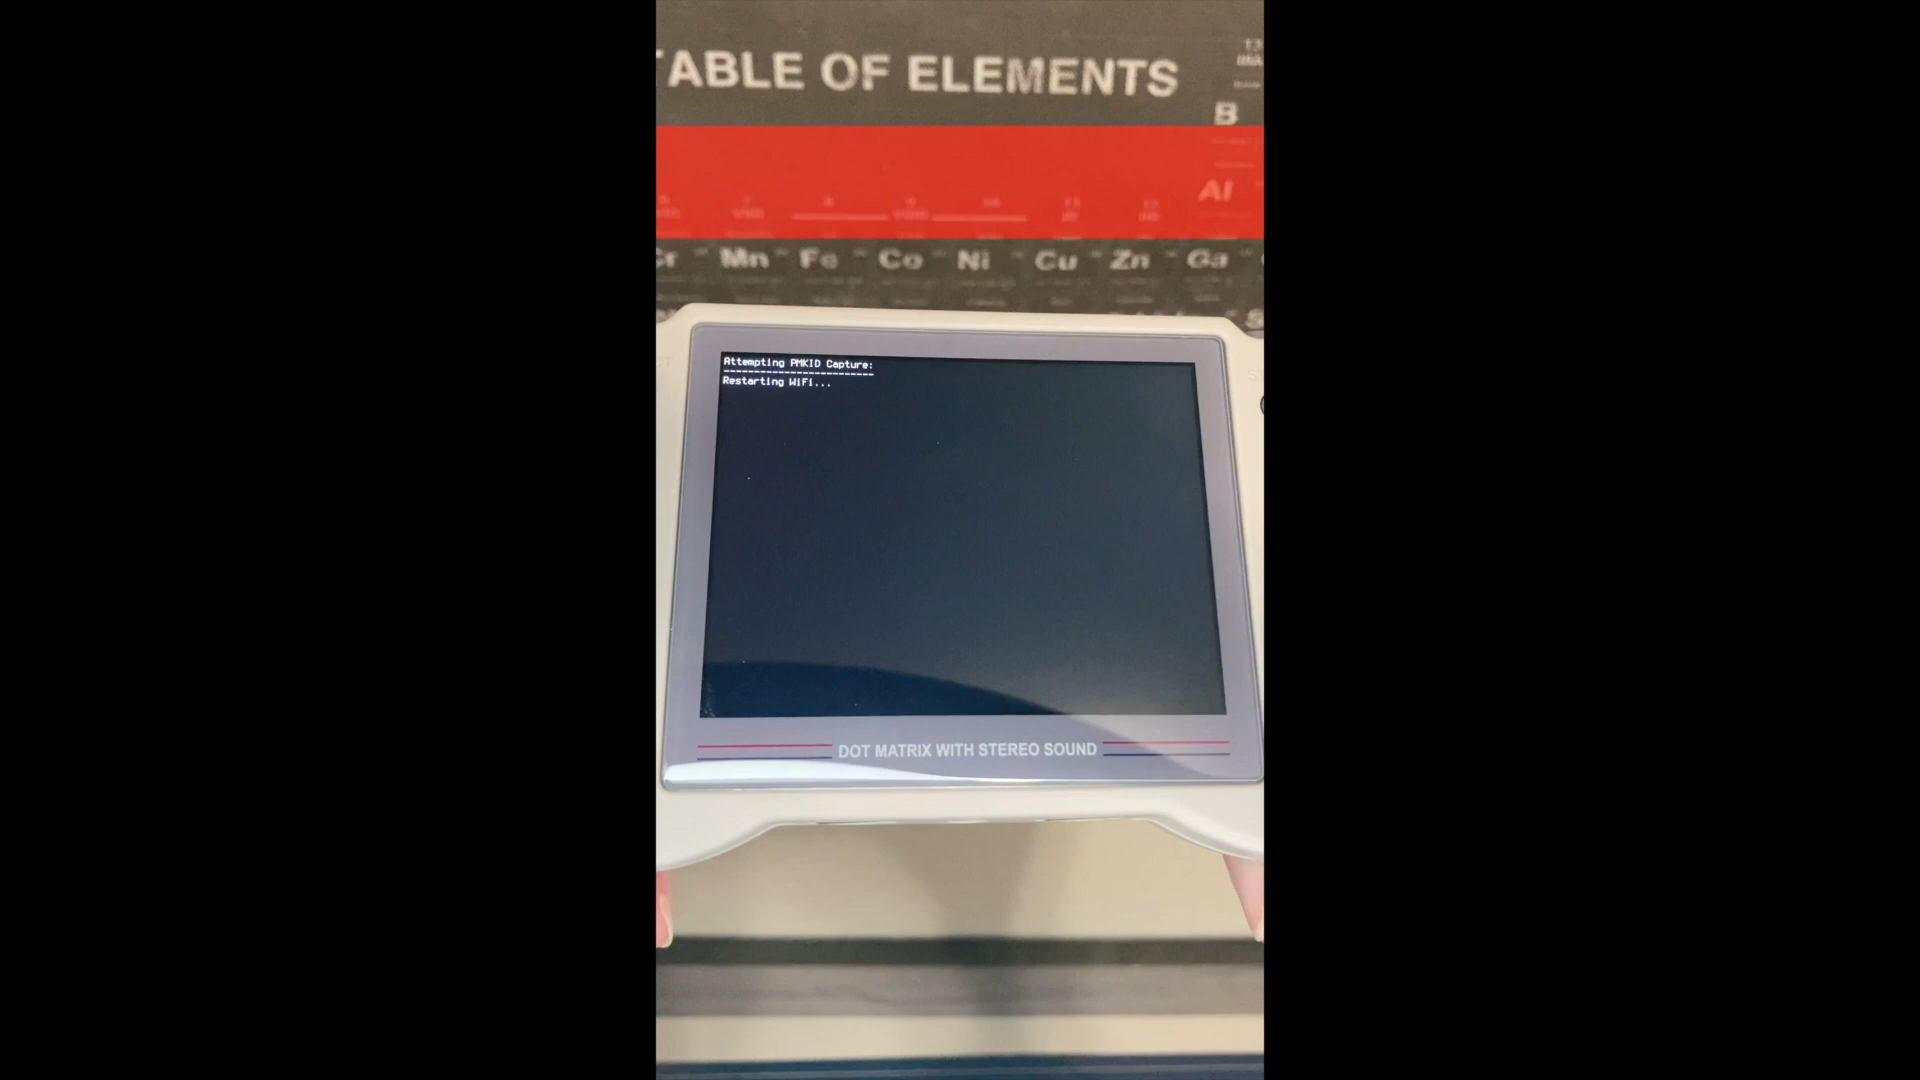 TABLE OF ELEMENTS
B
Al
Mn Fe Co Ni Cu Zn Ga
Attempting PMKID Capture:
------------------------
Restarting WiFi...
DOT MATRIX WITH STEREO SOUND